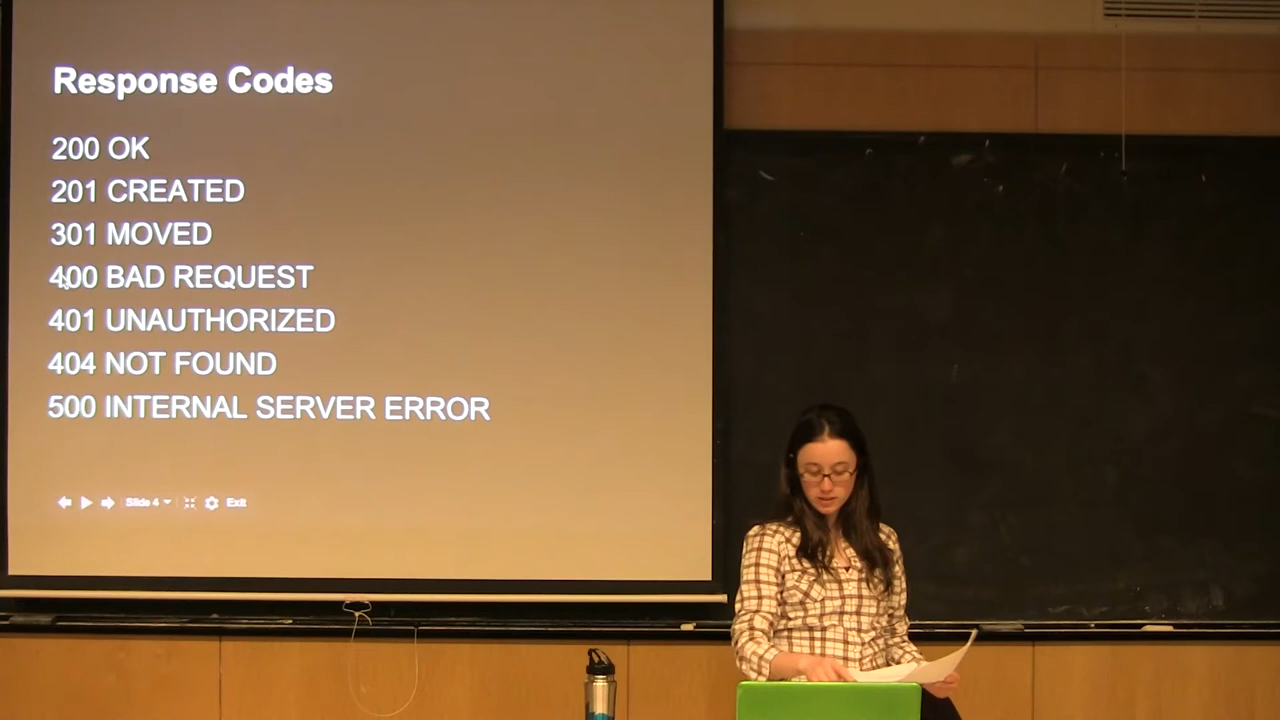 Response Codes
200 OK
201 CREATED
301 MOVED
400 BAD REQUEST
401 UNAUTHORIZED
404 NOT FOUND
500 INTERNAL SERVER ERROR
Slide 4
Exit